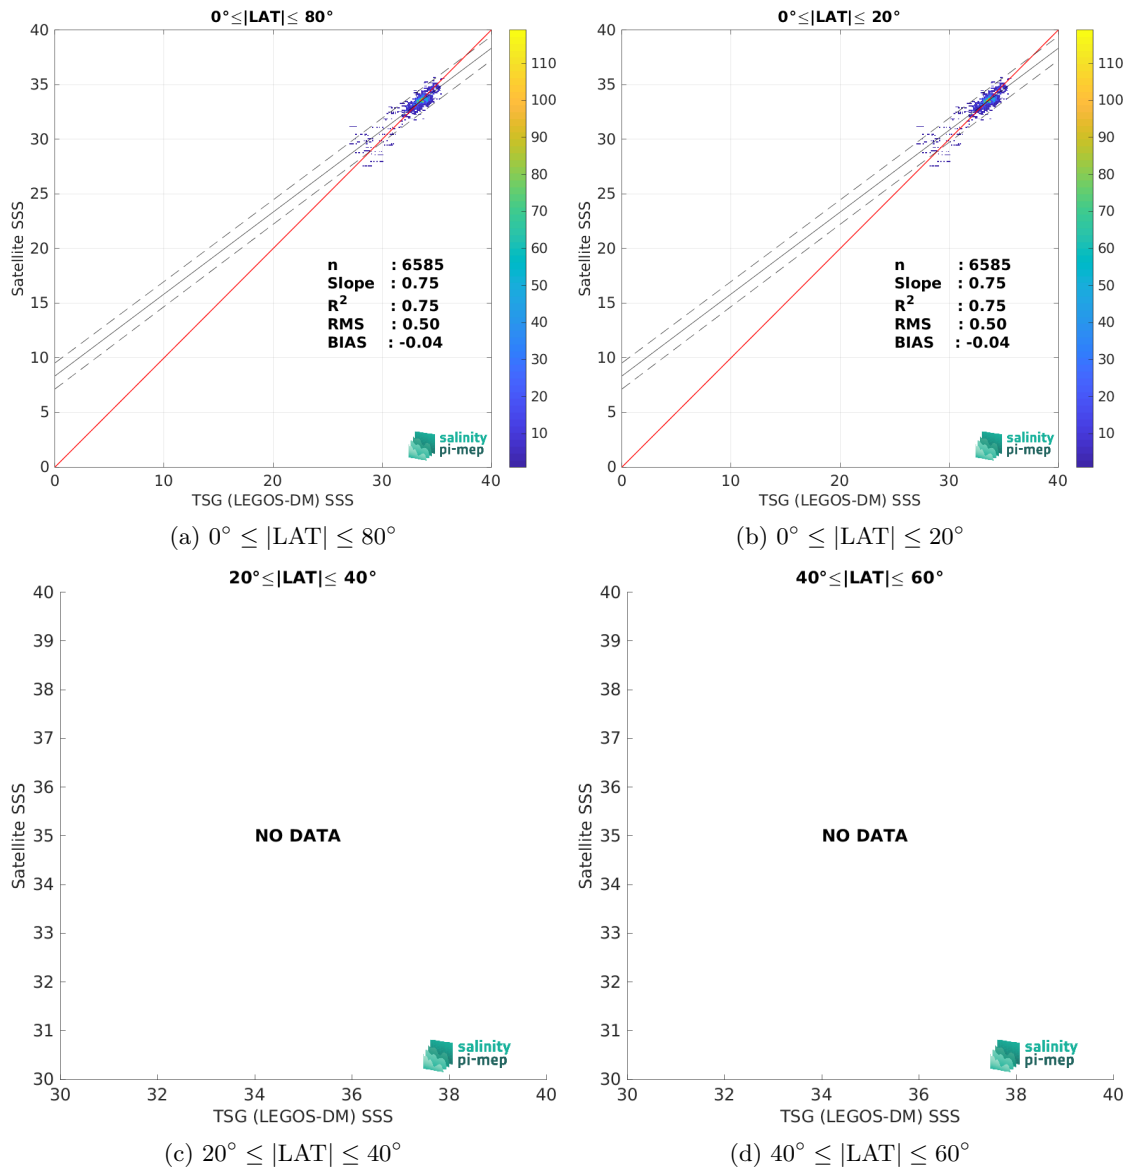 0°≤|LAT|≤ 80°
40
35
30
25
20
15
10
5
0
Satellite SSS
n : 6585
Slope : 0.75
R² : 0.75
RMS : 0.50
BIAS : -0.04
salinity
pi-mep
0 10 20 30 40
TSG (LEGOS-DM) SSS
110
100
90
80
70
60
50
40
30
20
10
(a) 0° ≤ |LAT| ≤ 80°
0°≤|LAT|≤ 20°
40
35
30
25
20
15
10
5
0
Satellite SSS
n : 6585
Slope : 0.75
R² : 0.75
RMS : 0.50
BIAS : -0.04
salinity
pi-mep
0 10 20 30 40
TSG (LEGOS-DM) SSS
110
100
90
80
70
60
50
40
30
20
10
(b) 0° ≤ |LAT| ≤ 20°
20°≤|LAT|≤ 40°
40
39
38
37
36
35
34
33
32
31
30
Satellite SSS
NO DATA
salinity
pi-mep
30 32 34 36 38 40
TSG (LEGOS-DM) SSS
(c) 20° ≤ |LAT| ≤ 40°
40°≤|LAT|≤ 60°
40
39
38
37
36
35
34
33
32
31
30
Satellite SSS
NO DATA
salinity
pi-mep
30 32 34 36 38 40
TSG (LEGOS-DM) SSS
(d) 40° ≤ |LAT| ≤ 60°